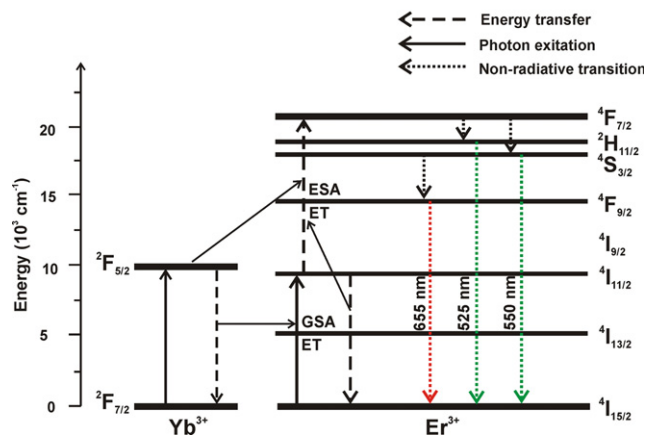 Energy transfer
Photon exitation
Non-radiative transition
Energy (10³ cm⁻¹)
20
15
10
5
0
²F₅/₂
²F₇/₂
Yb³⁺
ESA
ET
GSA
ET
655 nm
525 nm
550 nm
⁴F₇/₂
²H₁₁/₂
⁴S₃/₂
⁴F₉/₂
⁴I₉/₂
⁴I₁₁/₂
⁴I₁₃/₂
⁴I₁₅/₂
Er³⁺